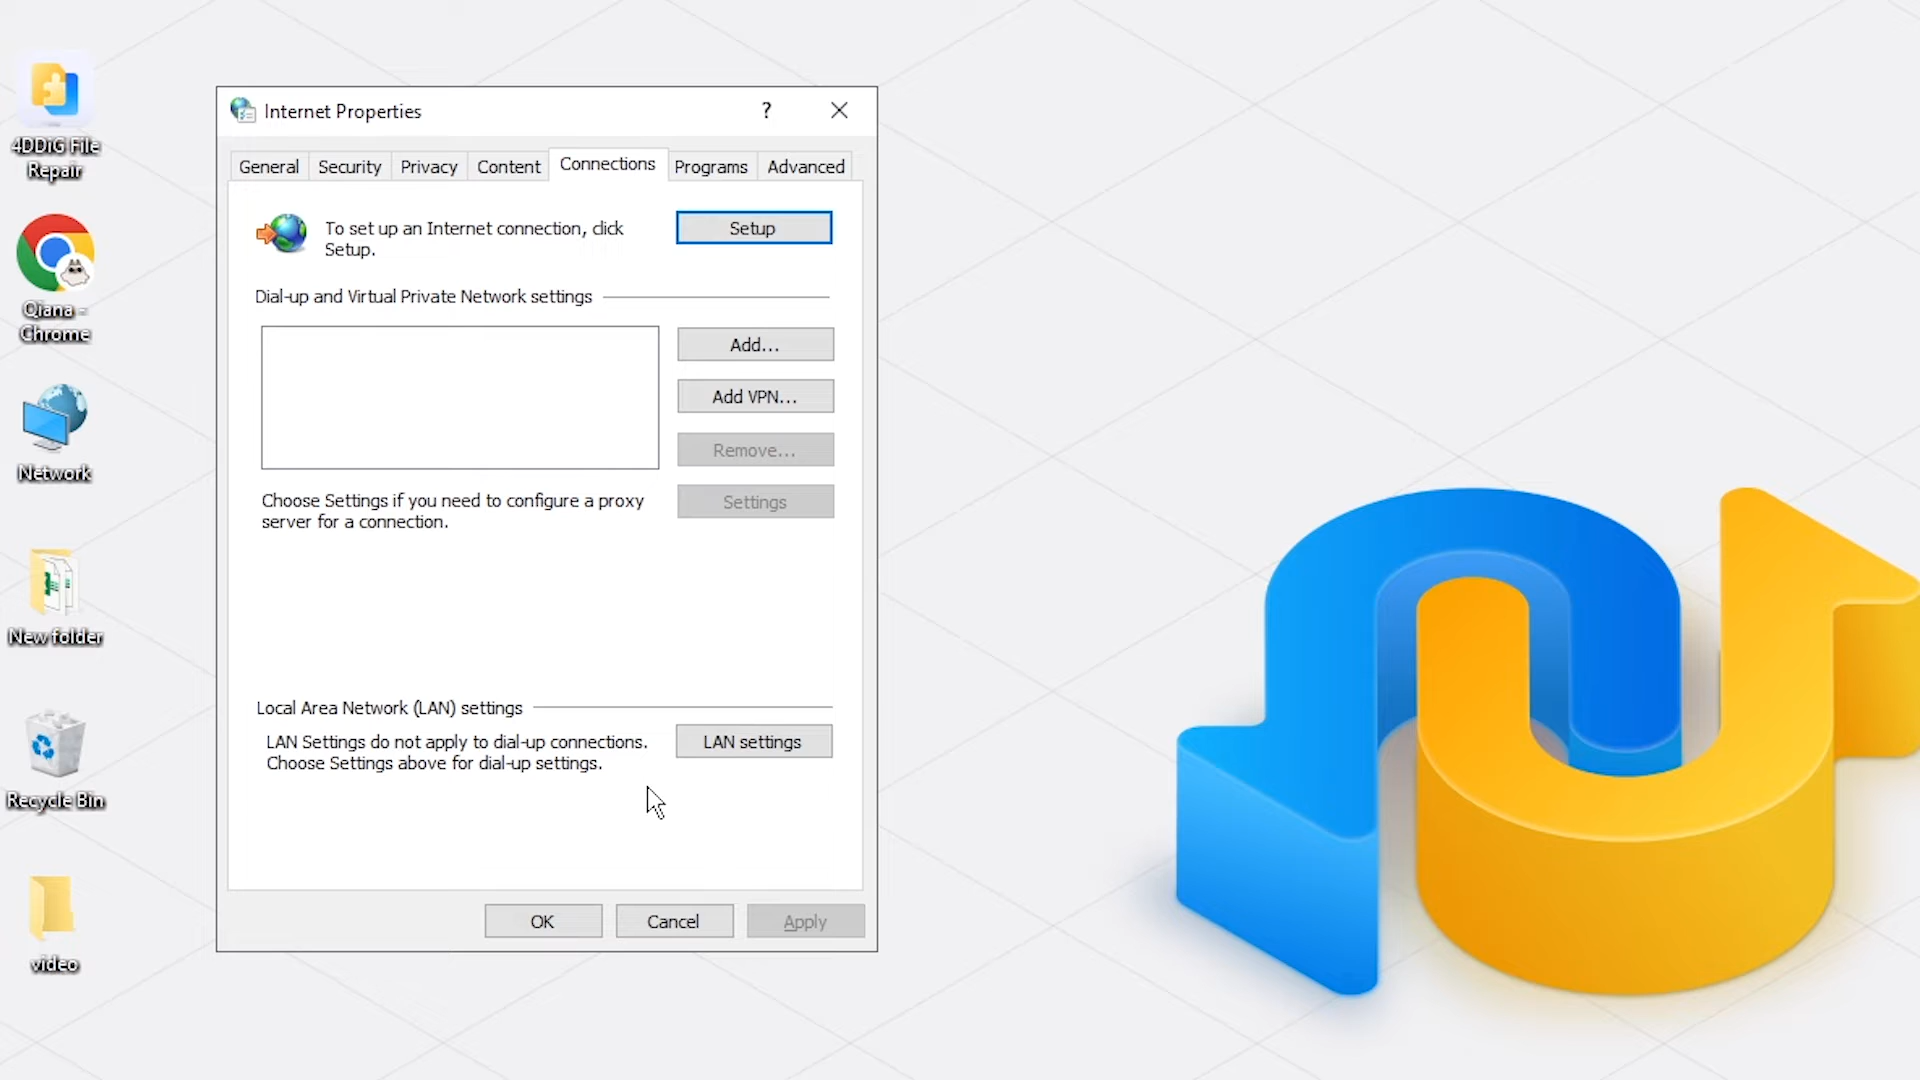 4DDiG File
Repair
Qiana -
Chrome
Network
New folder
Recycle Bin
video
Internet Properties
?
General Security Privacy Content Connections Programs Advanced
To set up an Internet connection, click
Setup.
Setup
Dial-up and Virtual Private Network settings
Add...
Add VPN...
Remove...
Choose Settings if you need to configure a proxy
server for a connection.
Settings
Local Area Network (LAN) settings
LAN Settings do not apply to dial-up connections.
Choose Settings above for dial-up settings.
LAN settings
OK Cancel Apply